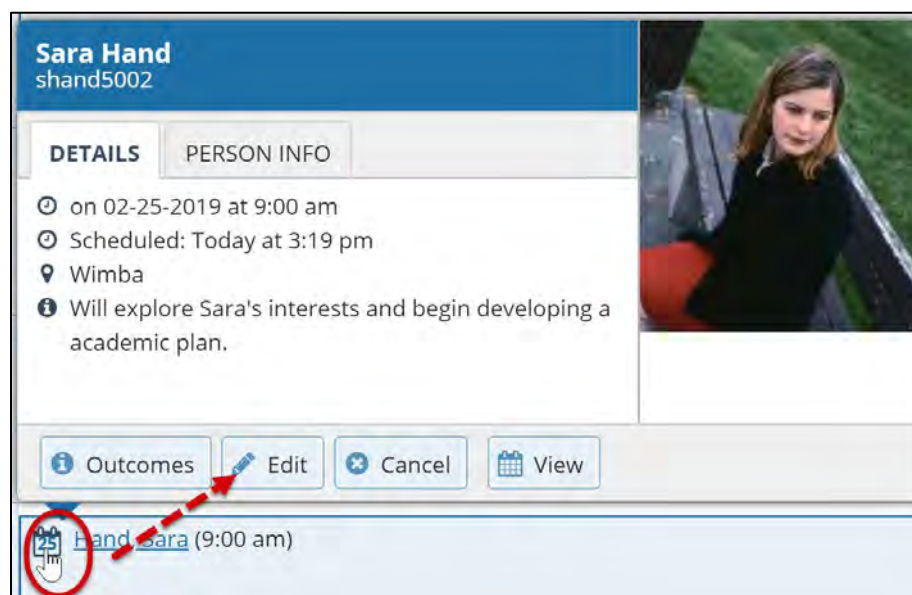 Sara Hand
shand5002
DETAILS PERSON INFO
on 02-25-2019 at 9:00 am
Scheduled: Today at 3:19 pm
Wimba
Will explore Sara's interests and begin developing a
academic plan.
Outcomes Edit Cancel View
25 Hand, Sara (9:00 am)